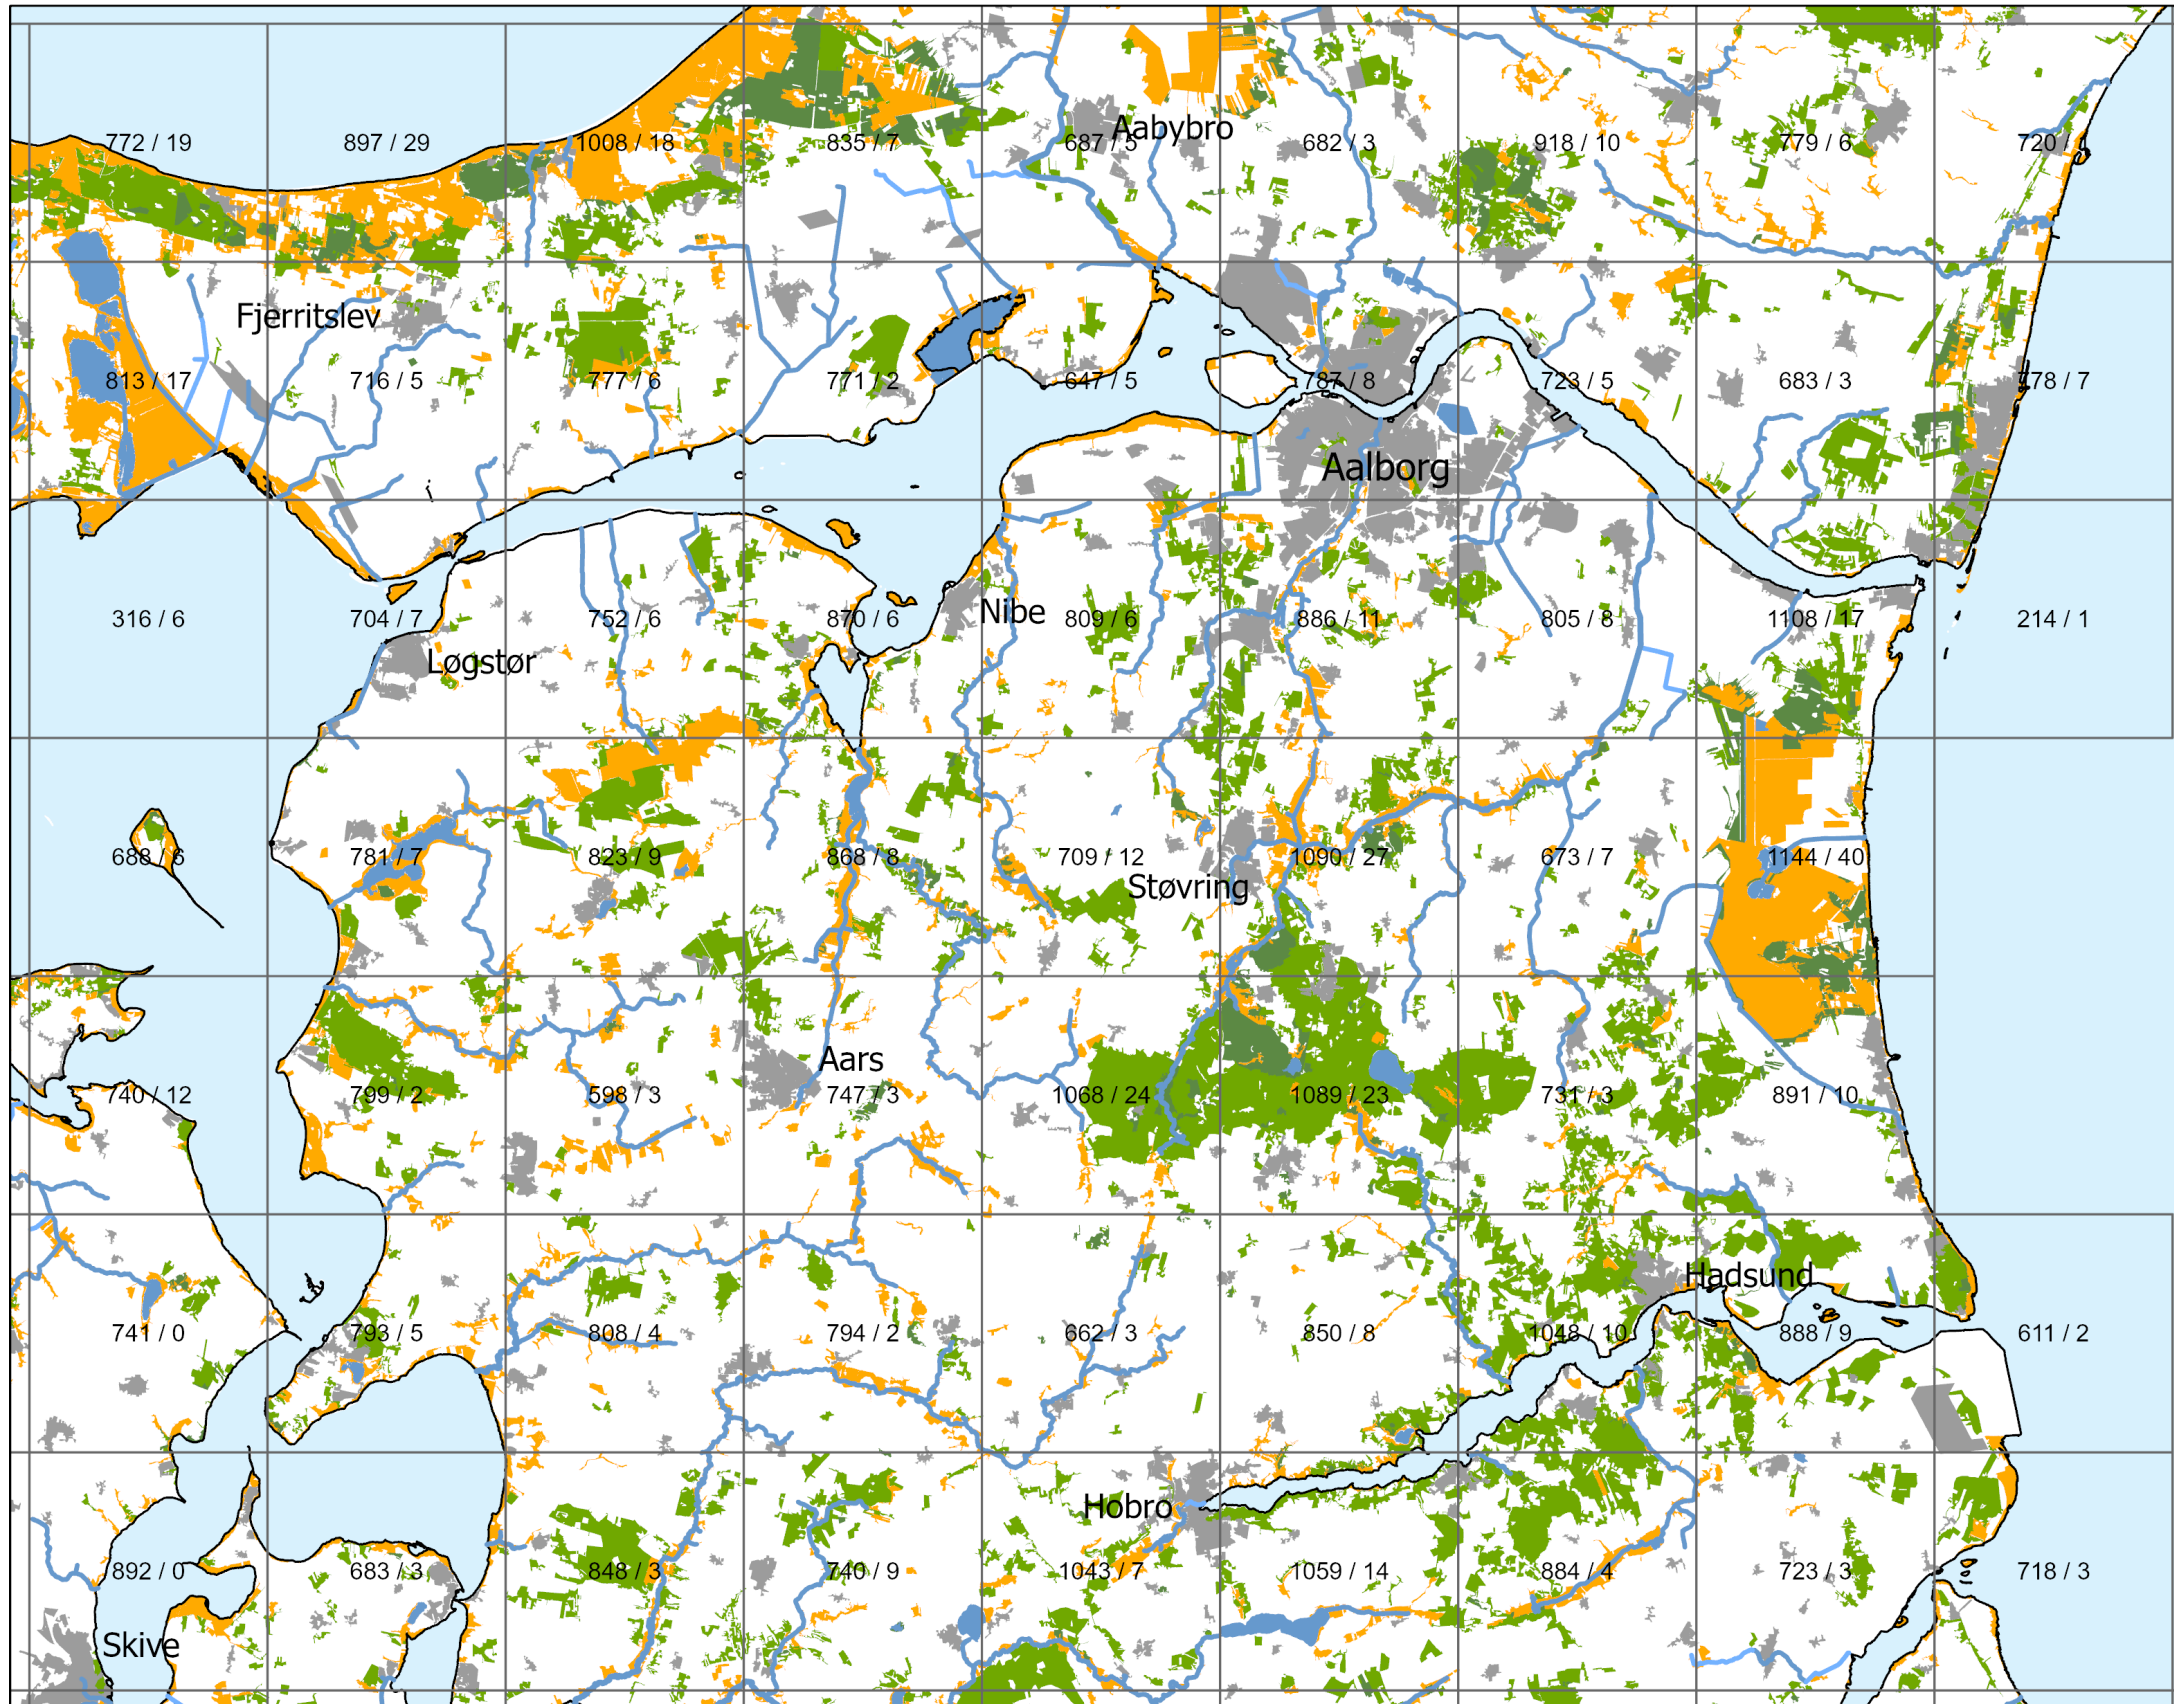 Aabybro
772 / 19
897 / 29
1008 / 18
835 / 7
687 / 5
682 / 3
918 / 10
779 / 6
720 / 1
Fjerritslev
813 / 17
716 / 5
777 / 6
771 / 2
647 / 5
787 / 8
723 / 5
683 / 3
778 / 7
Aalborg
316 / 6
704 / 7
752 / 6
870 / 6
Nibe
809 / 6
886 / 11
805 / 8
1108 / 17
214 / 1
Løgstør
688 / 6
781 / 7
823 / 9
868 / 8
709 / 12
1090 / 27
673 / 7
1144 / 40
Støvring
Aars
740 / 12
799 / 2
598 / 3
747 / 3
1068 / 24
1089 / 23
731 / 3
891 / 10
Hadsund
741 / 0
793 / 5
808 / 4
794 / 2
662 / 3
850 / 8
1048 / 10
888 / 9
611 / 2
Hobro
892 / 0
683 / 3
848 / 3
740 / 9
1043 / 7
1059 / 14
884 / 4
723 / 3
718 / 3
Skive